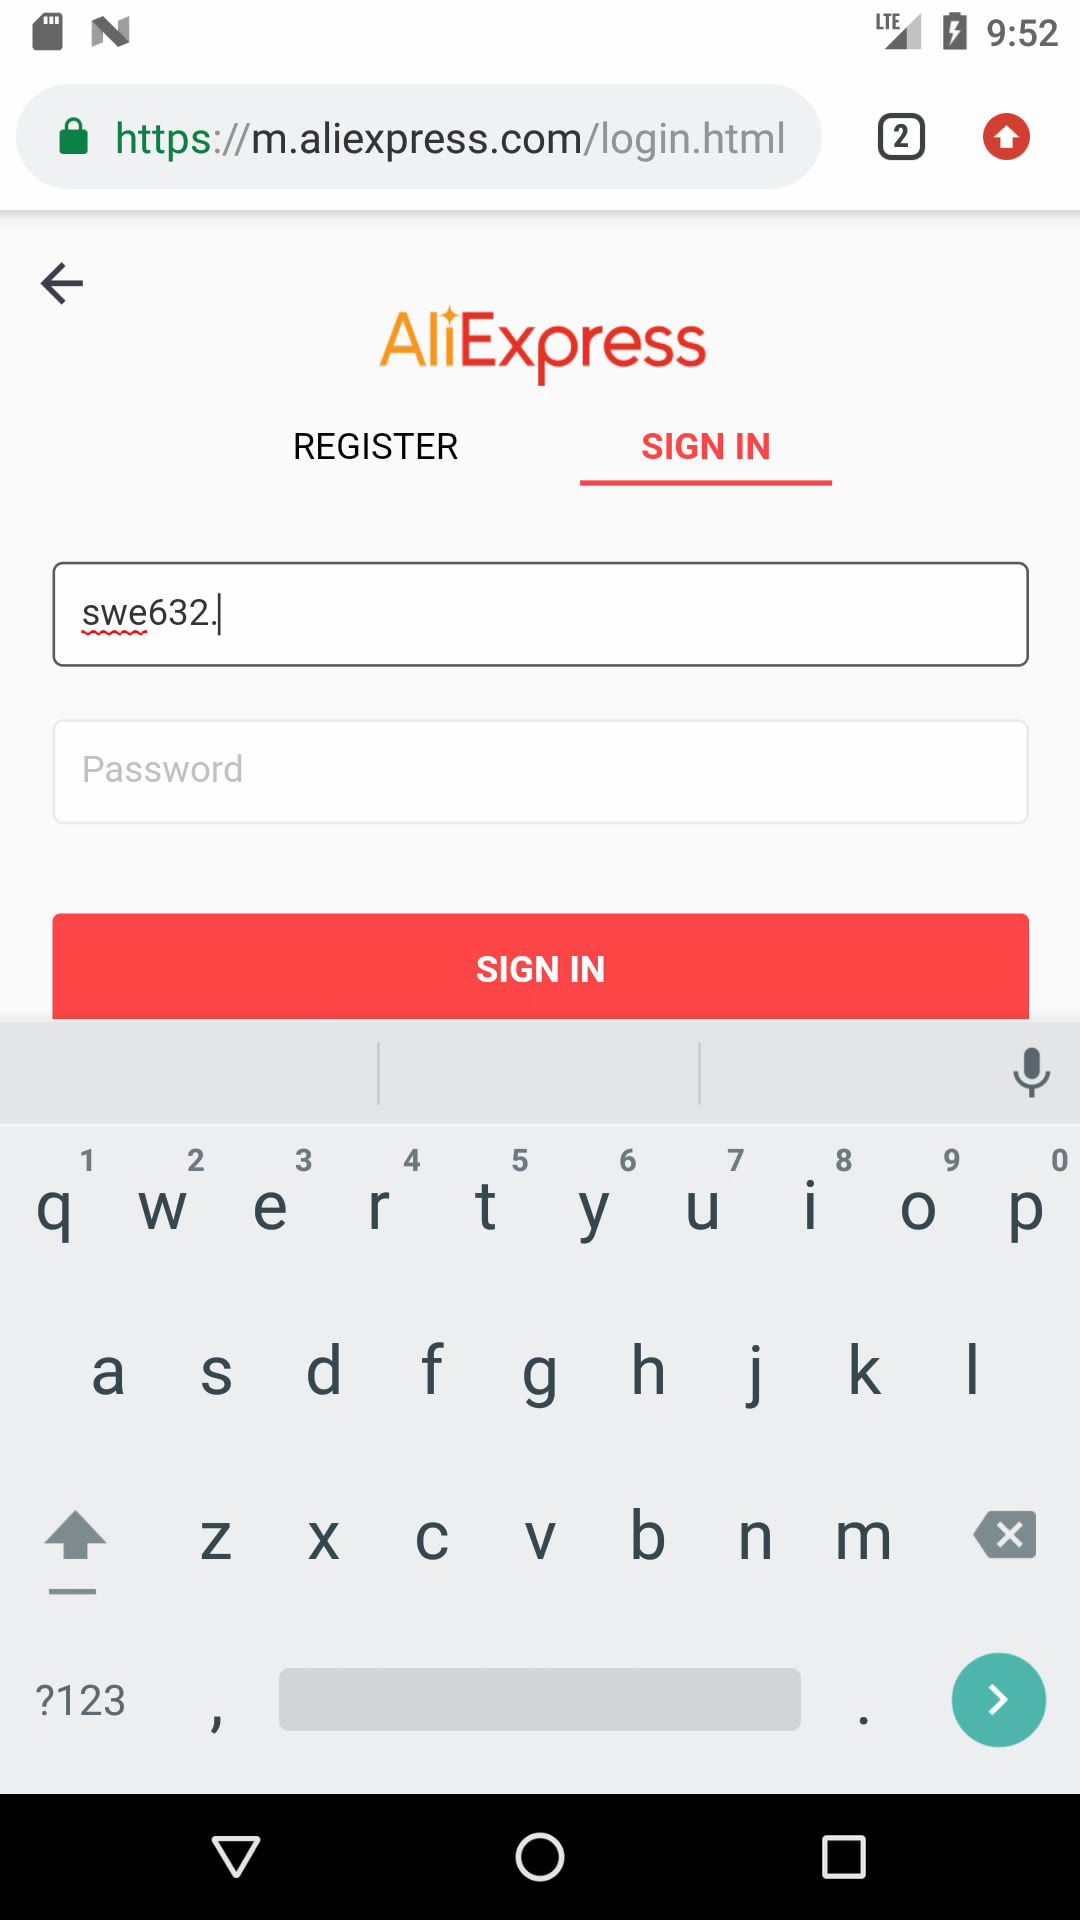 LTE 9:52
https://m.aliexpress.com/login.html 2
AliExpress
REGISTER SIGN IN
swe632.
Password
SIGN IN
1 2 3 4 5 6 7 8 9 0
q w e r t y u i o p
a s d f g h j k l
z x c v b n m
?123 , .